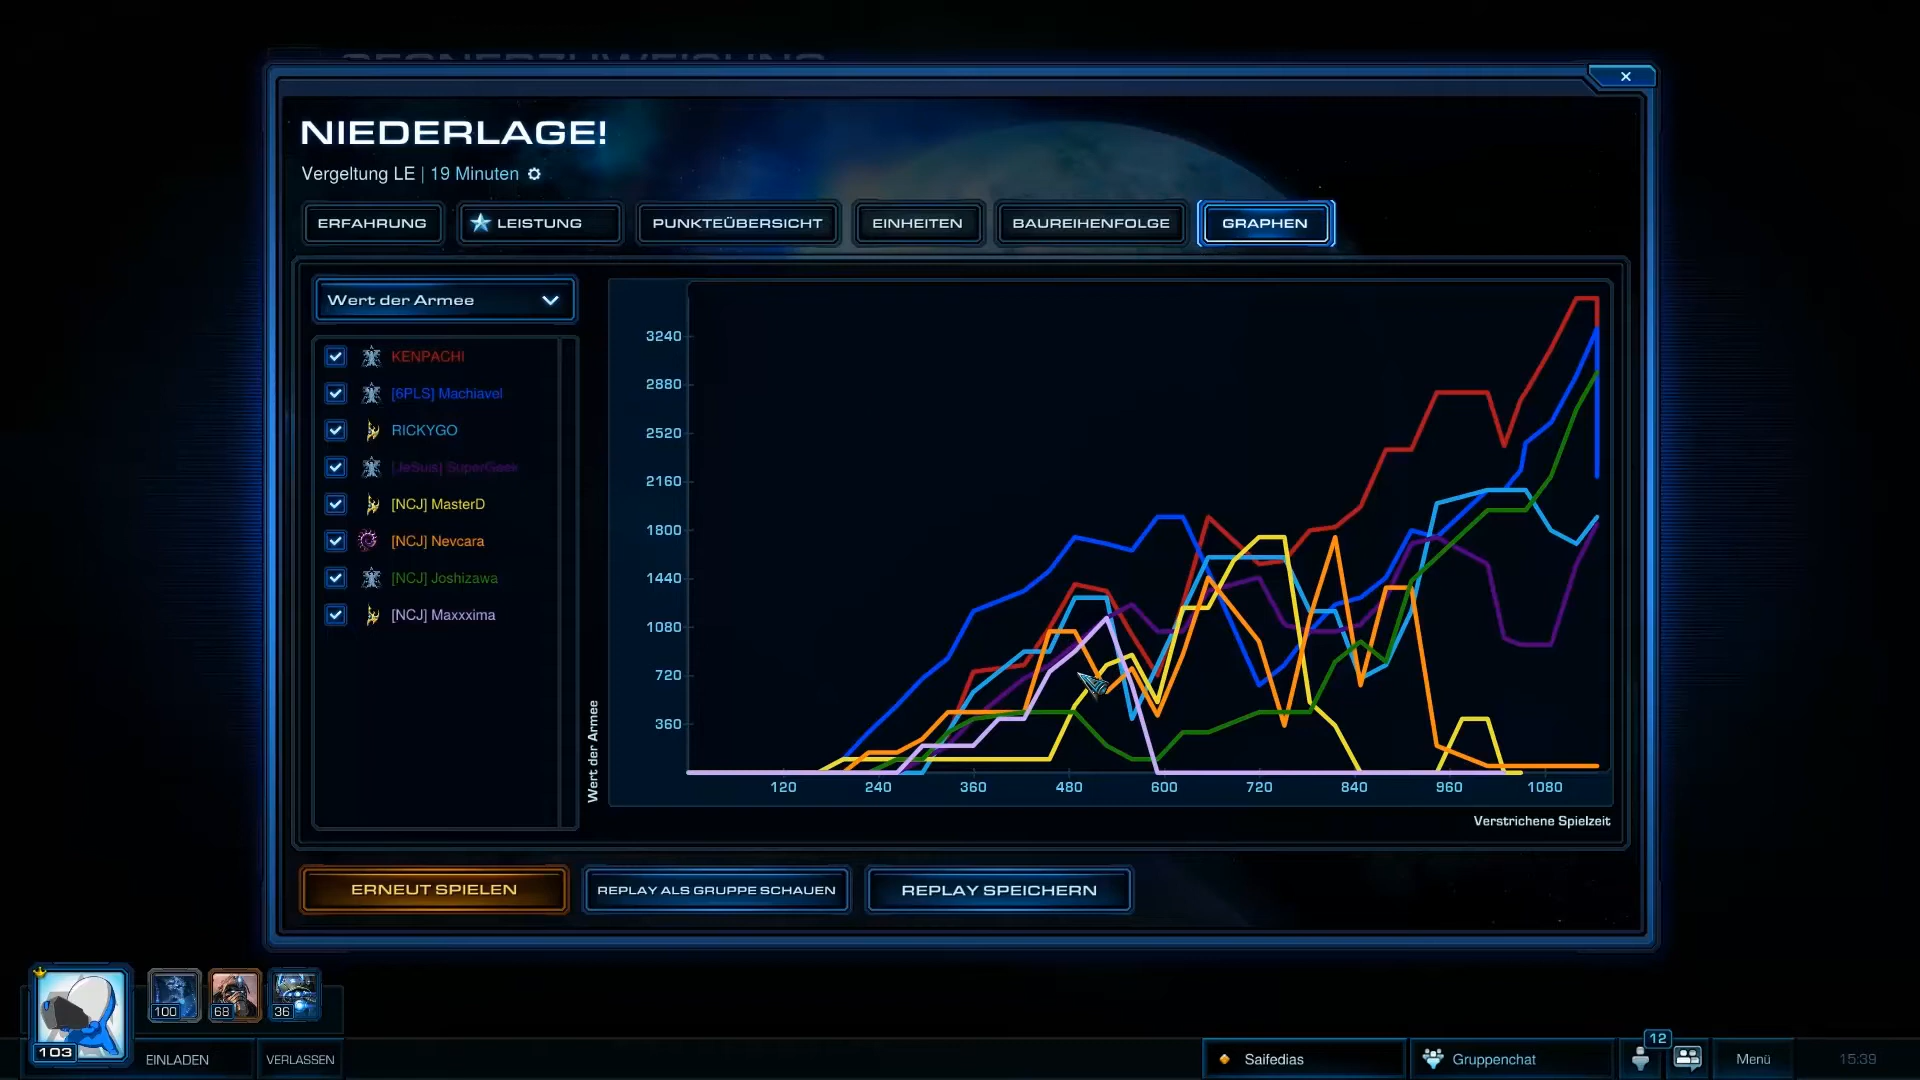 NIEDERLAGE!
Vergeltung LE | 19 Minuten
ERFAHRUNG
LEISTUNG
PUNKTEÜBERSICHT
EINHEITEN
BAUREIHENFOLGE
GRAPHEN
Wert der Armee
KENPACHI
[6PLS] Machiavel
RICKYGO
[JeSuis] SuperGeek
[NCJ] MasterD
[NCJ] Nevcara
[NCJ] Joshizawa
[NCJ] Maxxxima
3240
2880
2520
2160
1800
1440
1080
720
360
Wert der Armee
120 240 360 480 600 720 840 960 1080
Verstrichene Spielzeit
ERNEUT SPIELEN
REPLAY ALS GRUPPE SCHAUEN
REPLAY SPEICHERN
103
100
68
36
EINLADEN
VERLASSEN
Saifedias
Gruppenchat
12
Menü
15:39